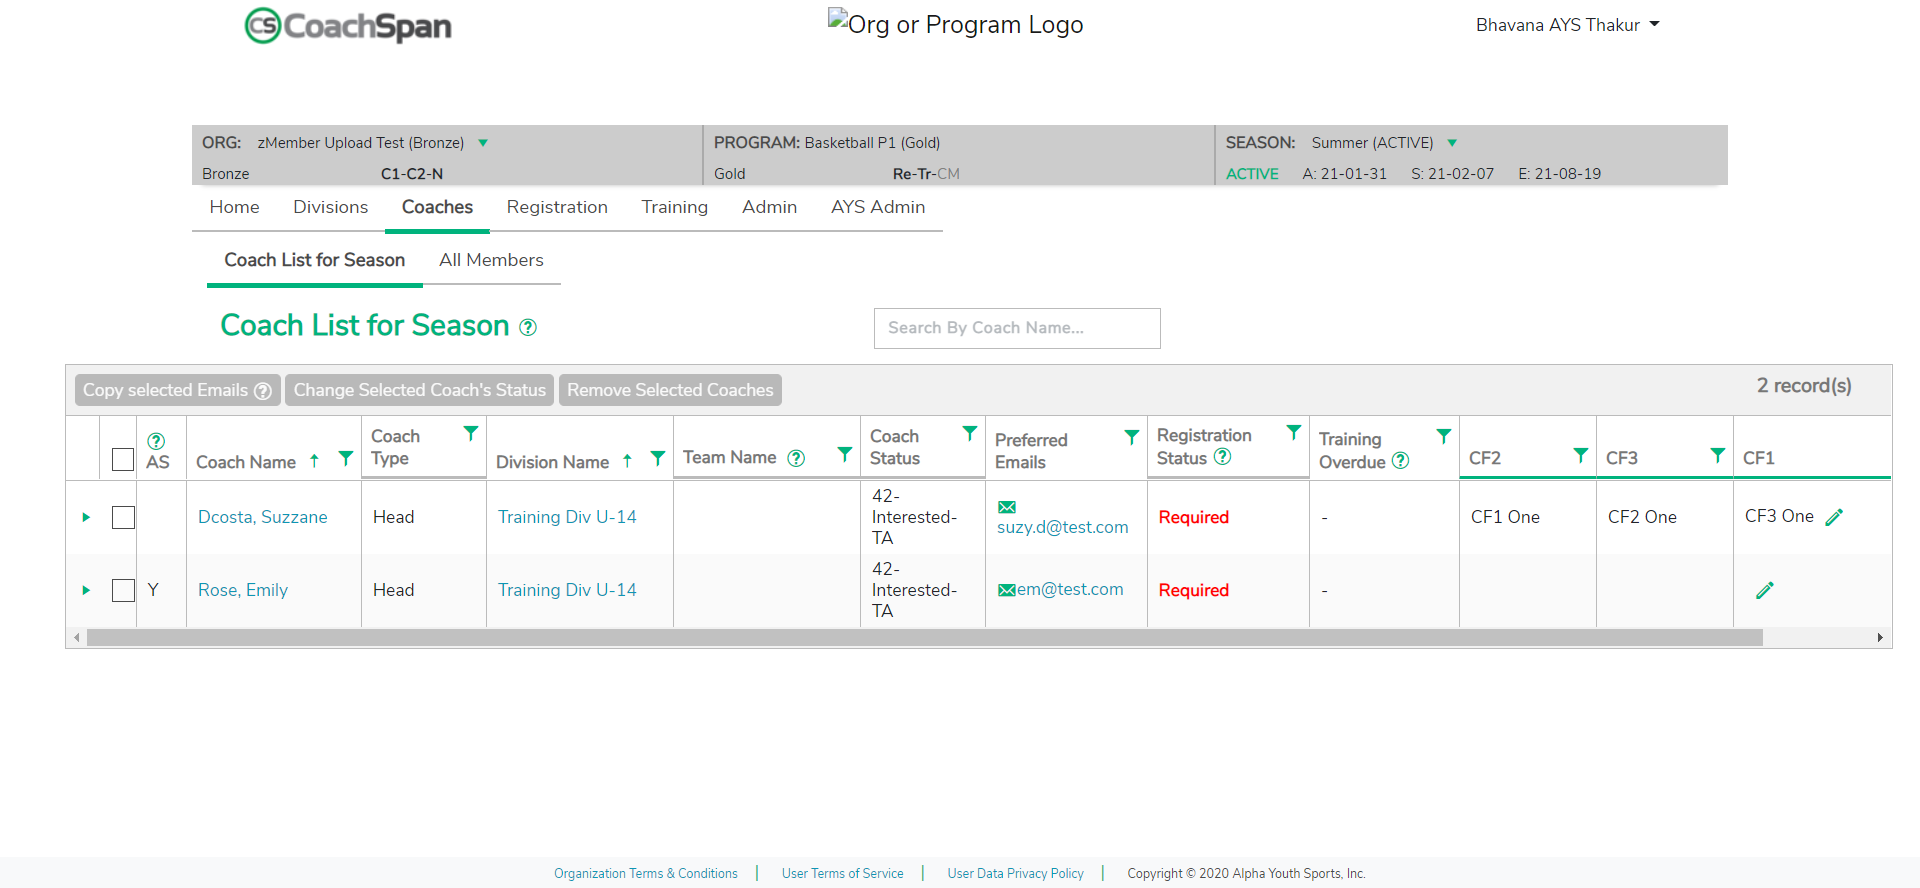 CS CoachSpan
Org or Program Logo
Bhavana AYS Thakur
ORG: zMember Upload Test (Bronze)
Bronze C1-C2-N
PROGRAM: Basketball P1 (Gold)
Gold Re-Tr-CM
SEASON: Summer (ACTIVE)
ACTIVE A: 21-01-31 S: 21-02-07 E: 21-08-19
Home Divisions Coaches Registration Training Admin AYS Admin
Coach List for Season All Members
Coach List for Season ?
Search By Coach Name...
Copy selected Emails ? Change Selected Coach's Status Remove Selected Coaches 2 record(s)
? AS
Coach Name
Coach
Type
Division Name
Team Name ?
Coach
Status
Preferred
Emails
Registration
Status ?
Training
Overdue ?
CF2
CF3
CF1
Dcosta, Suzzane
Head
Training Div U-14
42-
Interested-
TA
suzy.d@test.com
Required
-
CF1 One
CF2 One
CF3 One
Y
Rose, Emily
Head
Training Div U-14
42-
Interested-
TA
em@test.com
Required
-
Organization Terms & Conditions | User Terms of Service | User Data Privacy Policy | Copyright © 2020 Alpha Youth Sports, Inc.